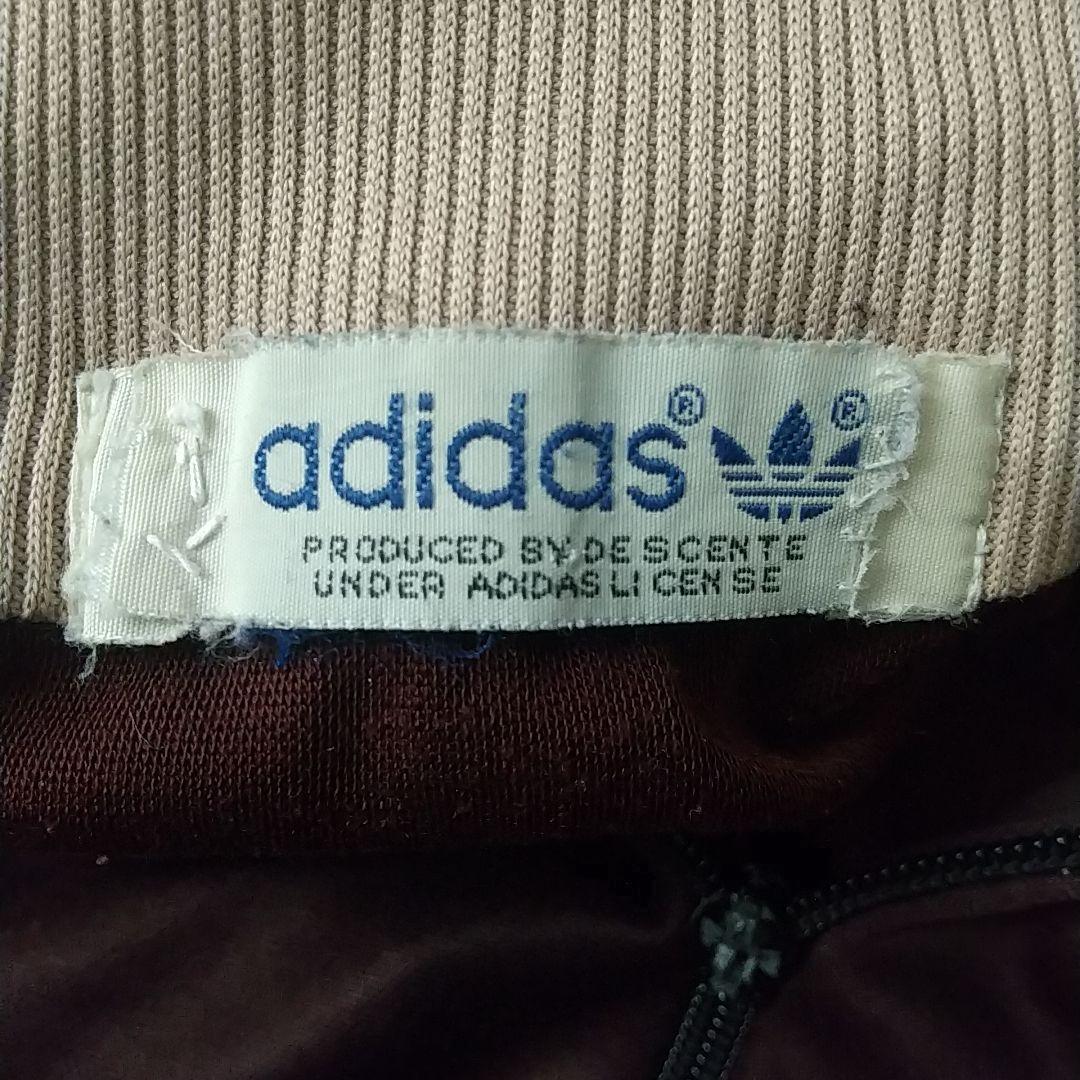 adidas® ®
PRODUCED BY DESCENTE
UNDER ADIDAS LICENSE